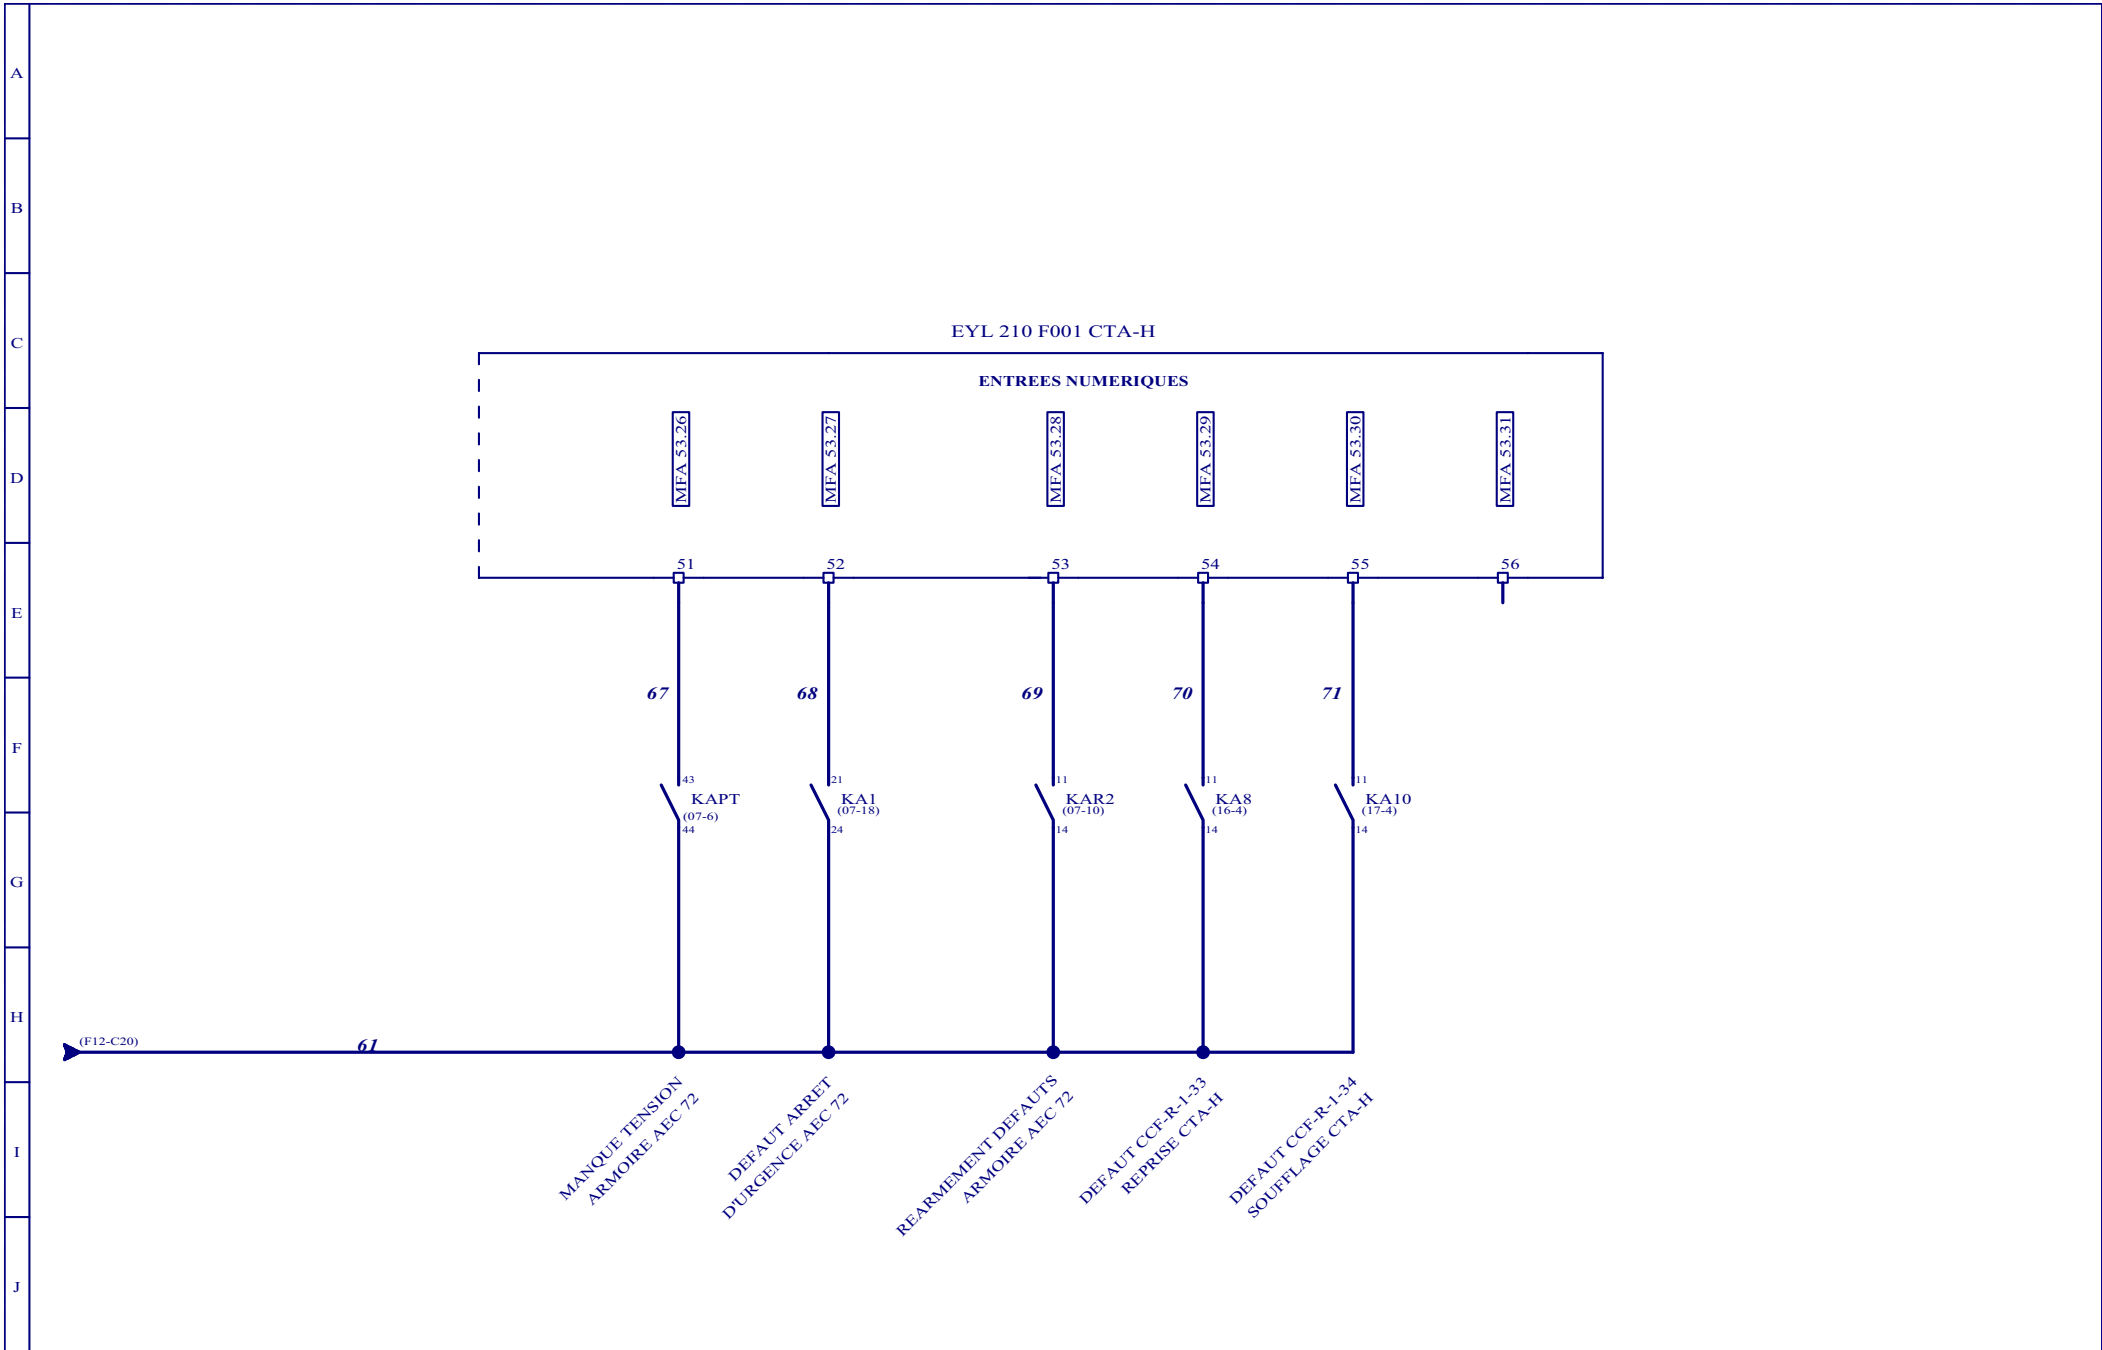 A
B
C
D
E
F
G
H
I
J
EYL 210 F001 CTA-H
ENTREES NUMERIQUES
MFA 53.26
MFA 53.27
MFA 53.28
MFA 53.29
MFA 53.30
MFA 53.31
51
52
53
54
55
56
67
68
69
70
71
43
KAPT
(07-6)
44
21
KA1
(07-18)
24
11
KAR2
(07-10)
14
11
KA8
(16-4)
14
11
KA10
(17-4)
14
(F12-C20)
61
MANQUE TENSION
ARMOIRE AEC 72
DEFAUT ARRET
D'URGENCE AEC 72
REARMEMENT DEFAUTS
ARMOIRE AEC 72
DEFAUT CCF-R-1-33
REPRISE CTA-H
DEFAUT CCF-R-1-34
SOUFFLAGE CTA-H